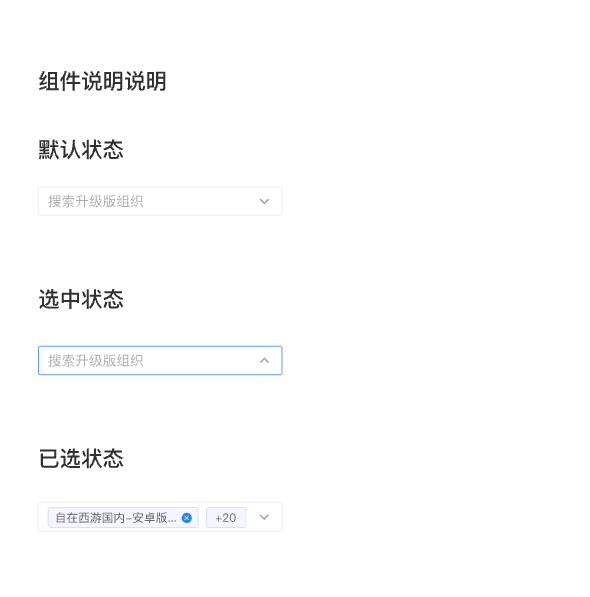 组件说明说明
默认状态
搜索升级版组织
选中状态
搜索升级版组织
已选状态
自在西游国内-安卓版... +20